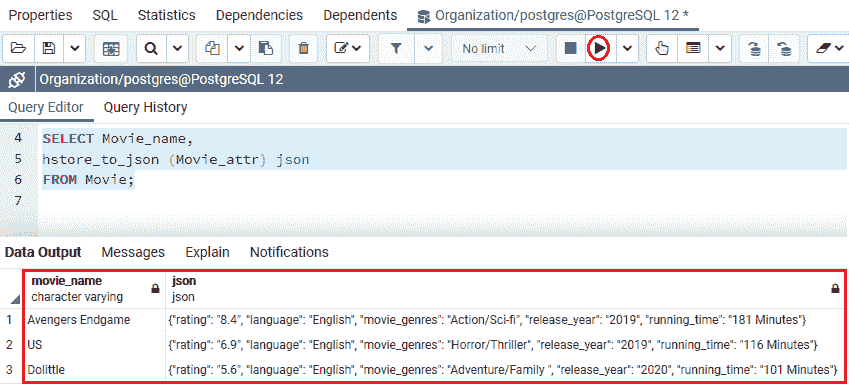 Properties SQL Statistics Dependencies Dependents Organization/postgres@PostgreSQL 12 *
No limit
Organization/postgres@PostgreSQL 12
Query Editor Query History
4 SELECT Movie_name,
5 hstore_to_json (Movie_attr) json
6 FROM Movie;
7
Data Output Messages Explain Notifications
movie_name json
character varying json
1 Avengers Endgame {"rating": "8.4", "language": "English", "movie_genres": "Action/Sci-fi", "release_year": "2019", "running_time": "181 Minutes"}
2 US {"rating": "6.9", "language": "English", "movie_genres": "Horror/Thriller", "release_year": "2019", "running_time": "116 Minutes"}
3 Dolittle {"rating": "5.6", "language": "English", "movie_genres": "Adventure/Family ", "release_year": "2020", "running_time": "101 Minutes"}